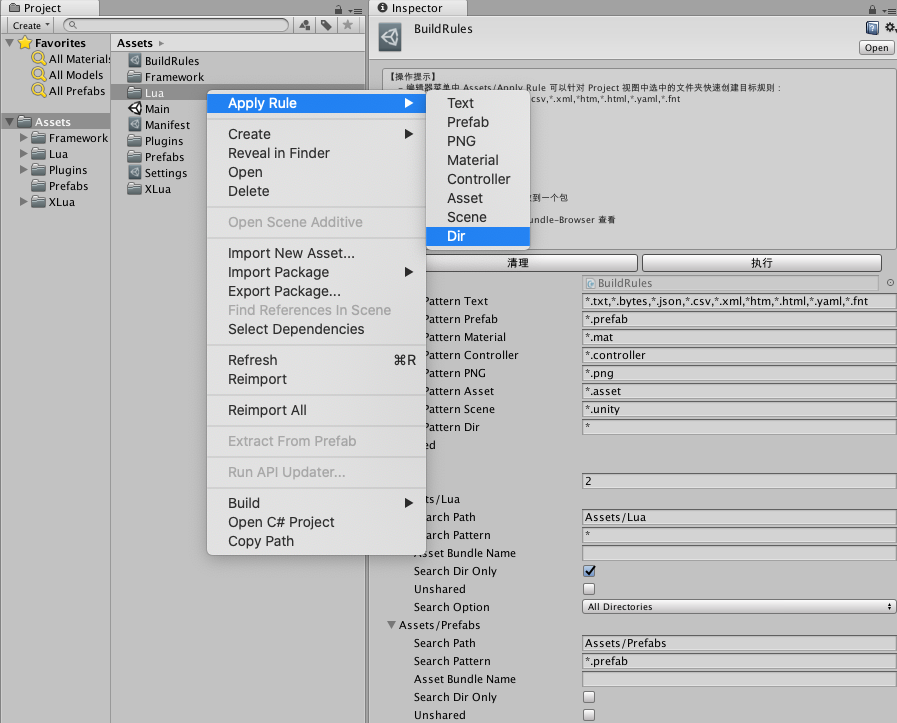 Project
Create
Favorites
All Materials
All Models
All Prefabs
Assets
Framework
Lua
Plugins
Prefabs
XLua
Assets
BuildRules
Framework
Lua
Main
Manifest
Plugins
Prefabs
Settings
XLua
Apply Rule
Create
Reveal in Finder
Open
Delete
Open Scene Additive
Import New Asset...
Import Package
Export Package...
Find References In Scene
Select Dependencies
Refresh ⌘R
Reimport
Reimport All
Extract From Prefab
Run API Updater...
Build
Open C# Project
Copy Path
Text
Prefab
PNG
Material
Controller
Asset
Scene
Dir
Inspector
BuildRules
Open
【操作提示】
- 编辑器菜单中 Assets/Apply Rule 可以针对 Project 视图中选中的文件夹快速创建目标规则：
.csv,*.xml,*htm,*.html,*.yaml,*.fnt
到一个包
undle-Browser 查看
清理 执行
BuildRules
Pattern Text *.txt,*.bytes,*.json,*.csv,*.xml,*htm,*.html,*.yaml,*.fnt
Pattern Prefab *.prefab
Pattern Material *.mat
Pattern Controller *.controller
Pattern PNG *.png
Pattern Asset *.asset
Pattern Scene *.unity
Pattern Dir *
ed
2
ts/Lua
arch Path Assets/Lua
arch Pattern *
Asset Bundle Name
Search Dir Only
Unshared
Search Option All Directories
Assets/Prefabs
Search Path Assets/Prefabs
Search Pattern *.prefab
Asset Bundle Name
Search Dir Only
Unshared